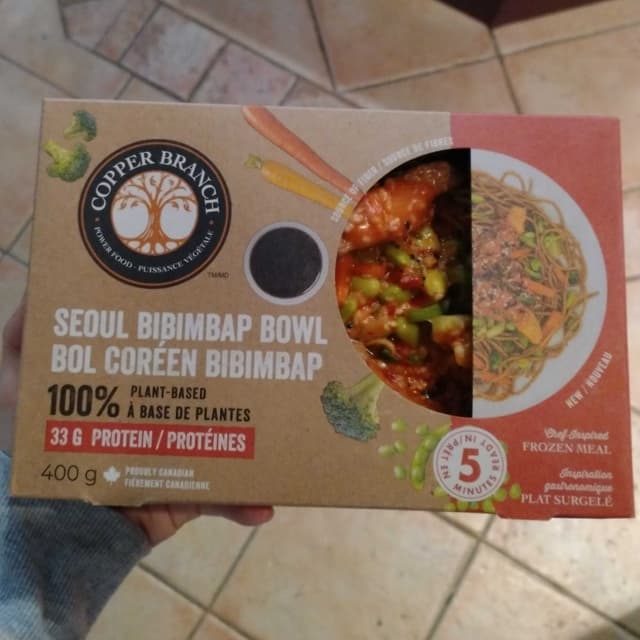 COPPER BRANCH
POWER FOOD · PUISSANCE VÉGÉTALE
TM/MD
SOURCE OF FIBER / SOURCE DE FIBRES
SEOUL BIBIMBAP BOWL
BOL CORÉEN BIBIMBAP
100% PLANT-BASED
À BASE DE PLANTES
33 G PROTEIN / PROTÉINES
400 g
PROUDLY CANADIAN
FIÈREMENT CANADIENNE
NEW / NOUVEAU
READY IN/PRÊT EN
5
MINUTES
Chef-Inspired
FROZEN MEAL
Inspiration
gastronomique
PLAT SURGELÉ